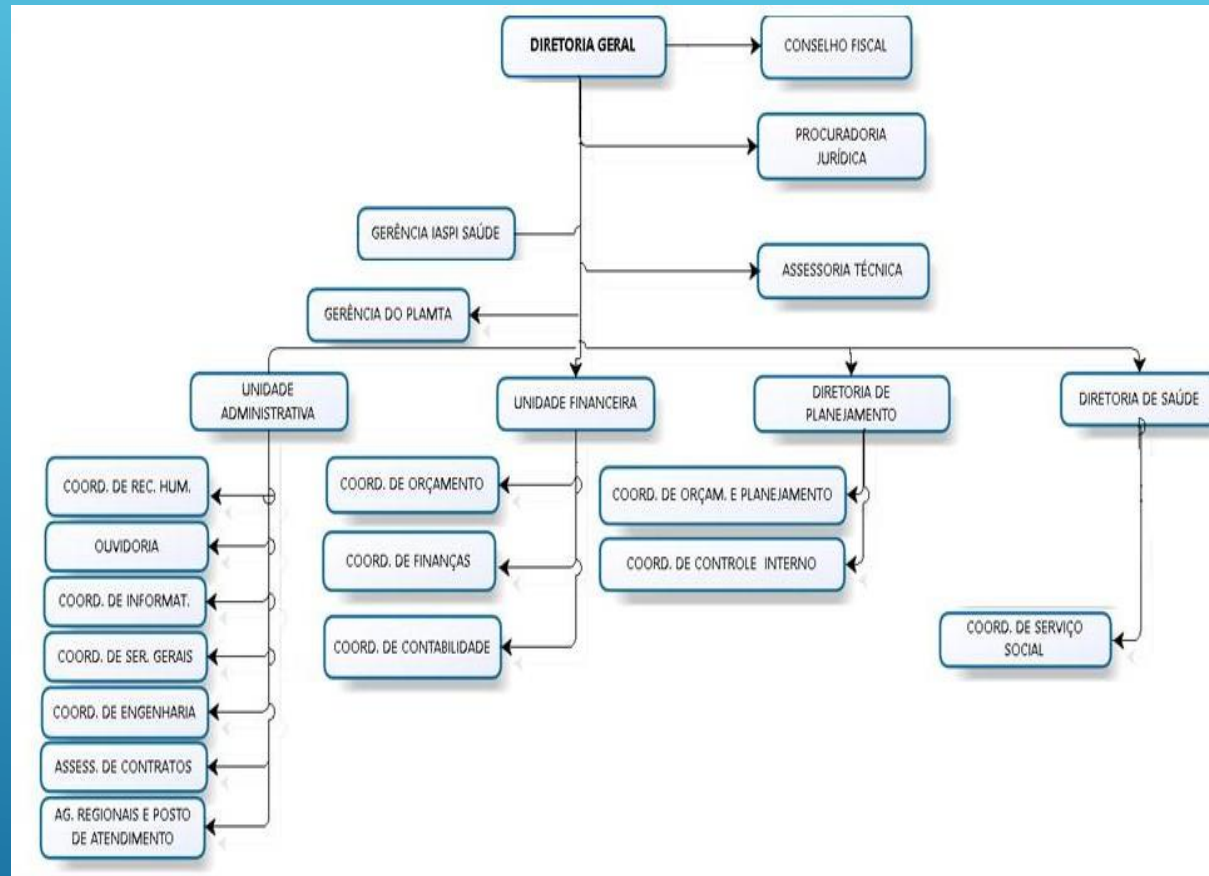 DIRETORIA GERAL
CONSELHO FISCAL
PROCURADORIA
JURÍDICA
GERÊNCIA IASPI SAÚDE
ASSESSORIA TÉCNICA
GERÊNCIA DO PLAMTA
UNIDADE
ADMINISTRATIVA
UNIDADE FINANCEIRA
DIRETORIA DE
PLANEJAMENTO
DIRETORIA DE SAÚDE
COORD. DE REC. HUM.
OUVIDORIA
COORD. DE INFORMAT.
COORD. DE SER. GERAIS
COORD. DE ENGENHARIA
ASSESS. DE CONTRATOS
AG. REGIONAIS E POSTO
DE ATENDIMENTO
COORD. DE ORÇAMENTO
COORD. DE FINANÇAS
COORD. DE CONTABILIDADE
COORD. DE ORÇAM. E PLANEJAMENTO
COORD. DE CONTROLE INTERNO
COORD. DE SERVIÇO
SOCIAL